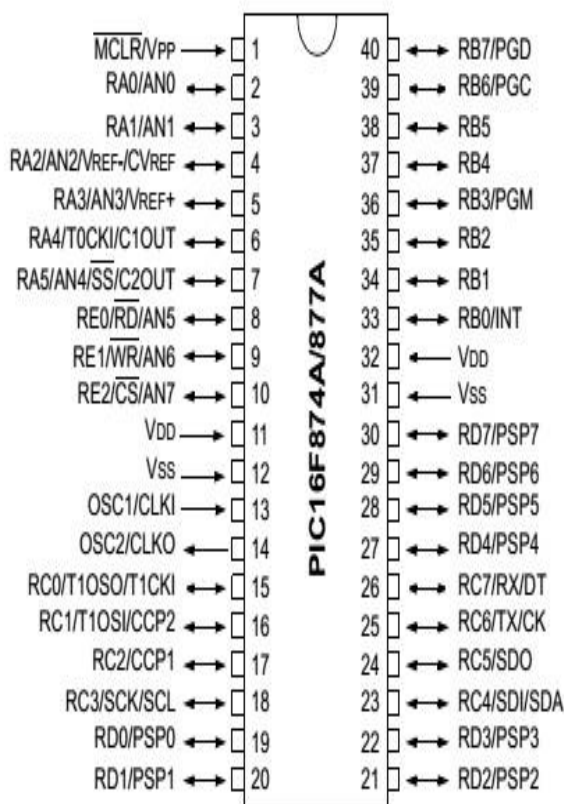 MCLR/VPP 1 40 RB7/PGD
RA0/AN0 2 39 RB6/PGC
RA1/AN1 3 38 RB5
RA2/AN2/VREF-/CVREF 4 37 RB4
RA3/AN3/VREF+ 5 36 RB3/PGM
RA4/T0CKI/C1OUT 6 35 RB2
RA5/AN4/SS/C2OUT 7 34 RB1
RE0/RD/AN5 8 33 RB0/INT
RE1/WR/AN6 9 32 VDD
RE2/CS/AN7 10 31 VSS
VDD 11 30 RD7/PSP7
VSS 12 29 RD6/PSP6
OSC1/CLKI 13 28 RD5/PSP5
OSC2/CLKO 14 27 RD4/PSP4
RC0/T1OSO/T1CKI 15 26 RC7/RX/DT
RC1/T1OSI/CCP2 16 25 RC6/TX/CK
RC2/CCP1 17 24 RC5/SDO
RC3/SCK/SCL 18 23 RC4/SDI/SDA
RD0/PSP0 19 22 RD3/PSP3
RD1/PSP1 20 21 RD2/PSP2
PIC16F874A/877A